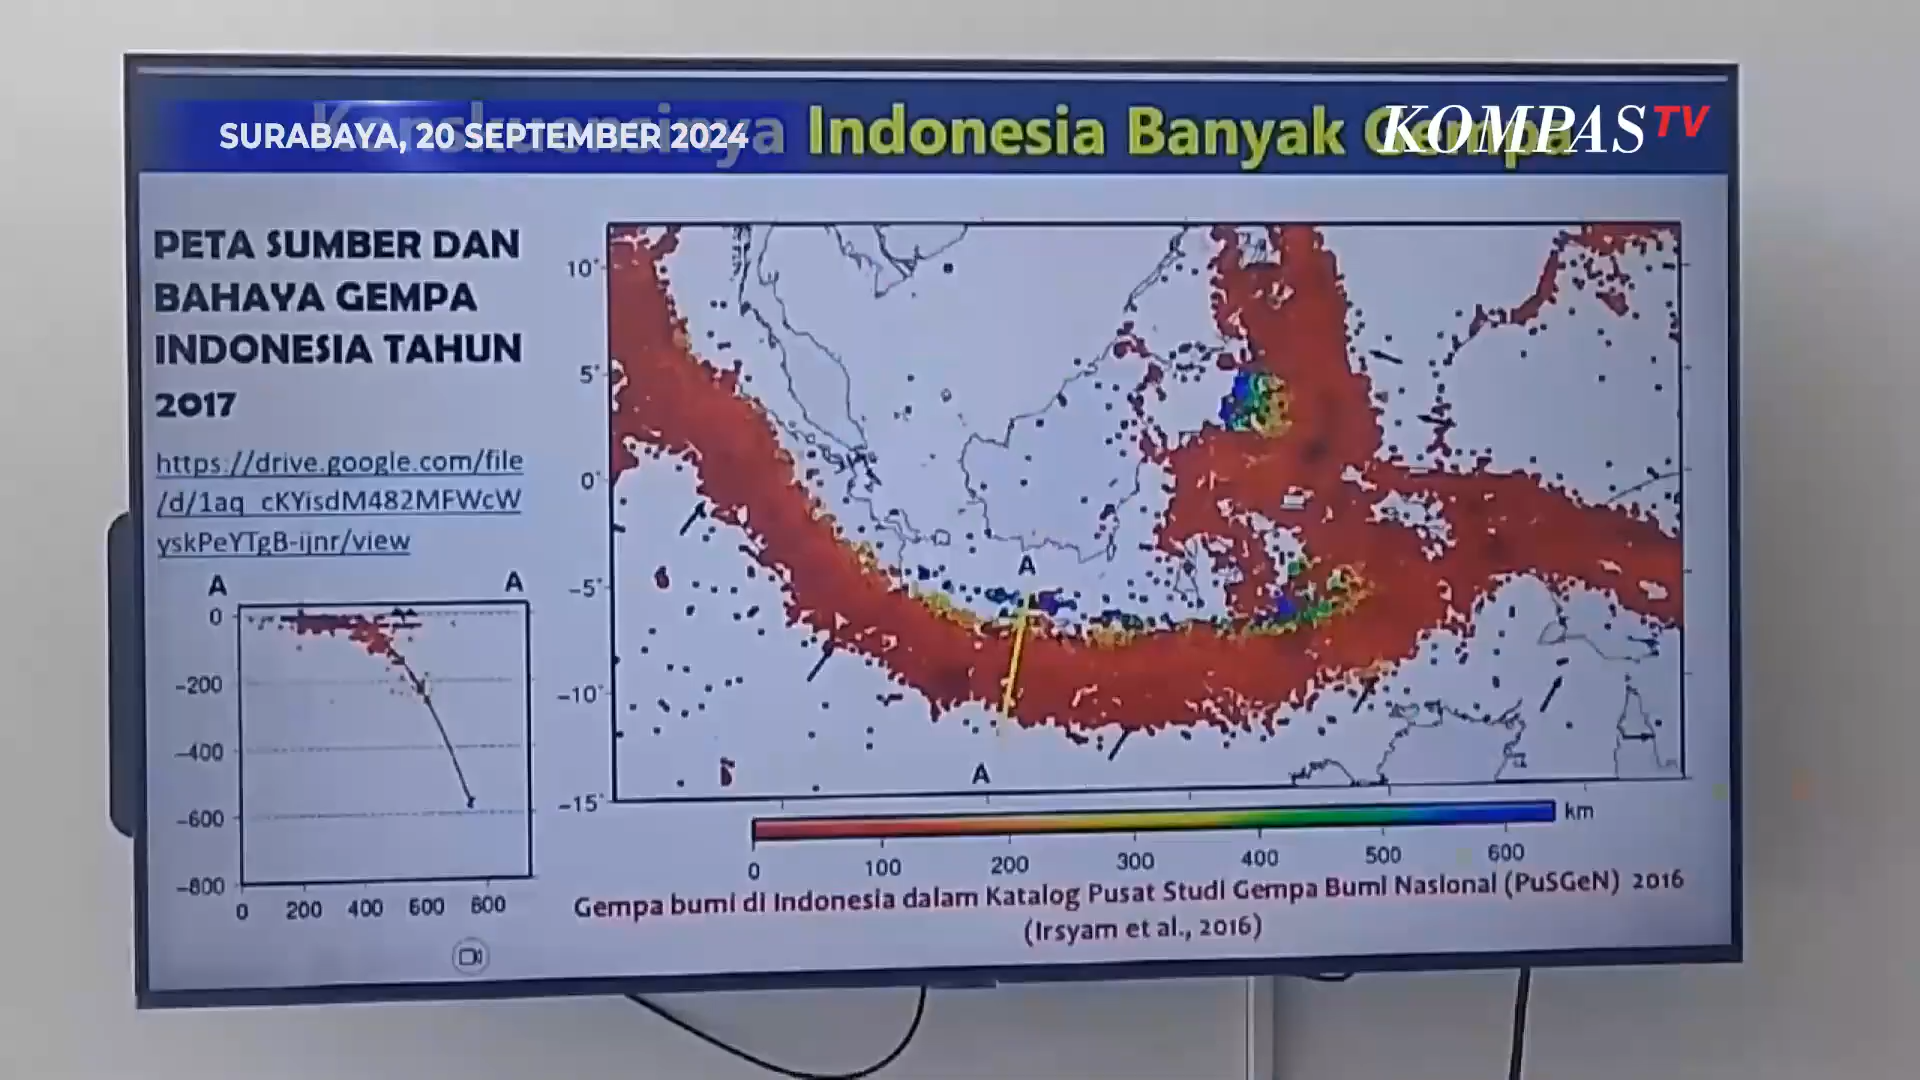 SURABAYA, 20 SEPTEMBER 2024
Konsekuensinya Indonesia Banyak Gempa
KOMPAS TV
PETA SUMBER DAN
BAHAYA GEMPA
INDONESIA TAHUN
2017
https://drive.google.com/file
/d/1aq_cKYisdM482MFWcW
yskPeYTgB-ijnr/view
A A
0
-200
-400
-600
-800
0 200 400 600 800
10°
5°
0°
-5°
-10°
-15°
A
A
km
0 100 200 300 400 500 600
Gempa bumi di Indonesia dalam Katalog Pusat Studi Gempa Bumi Nasional (PuSGeN) 2016
(Irsyam et al., 2016)